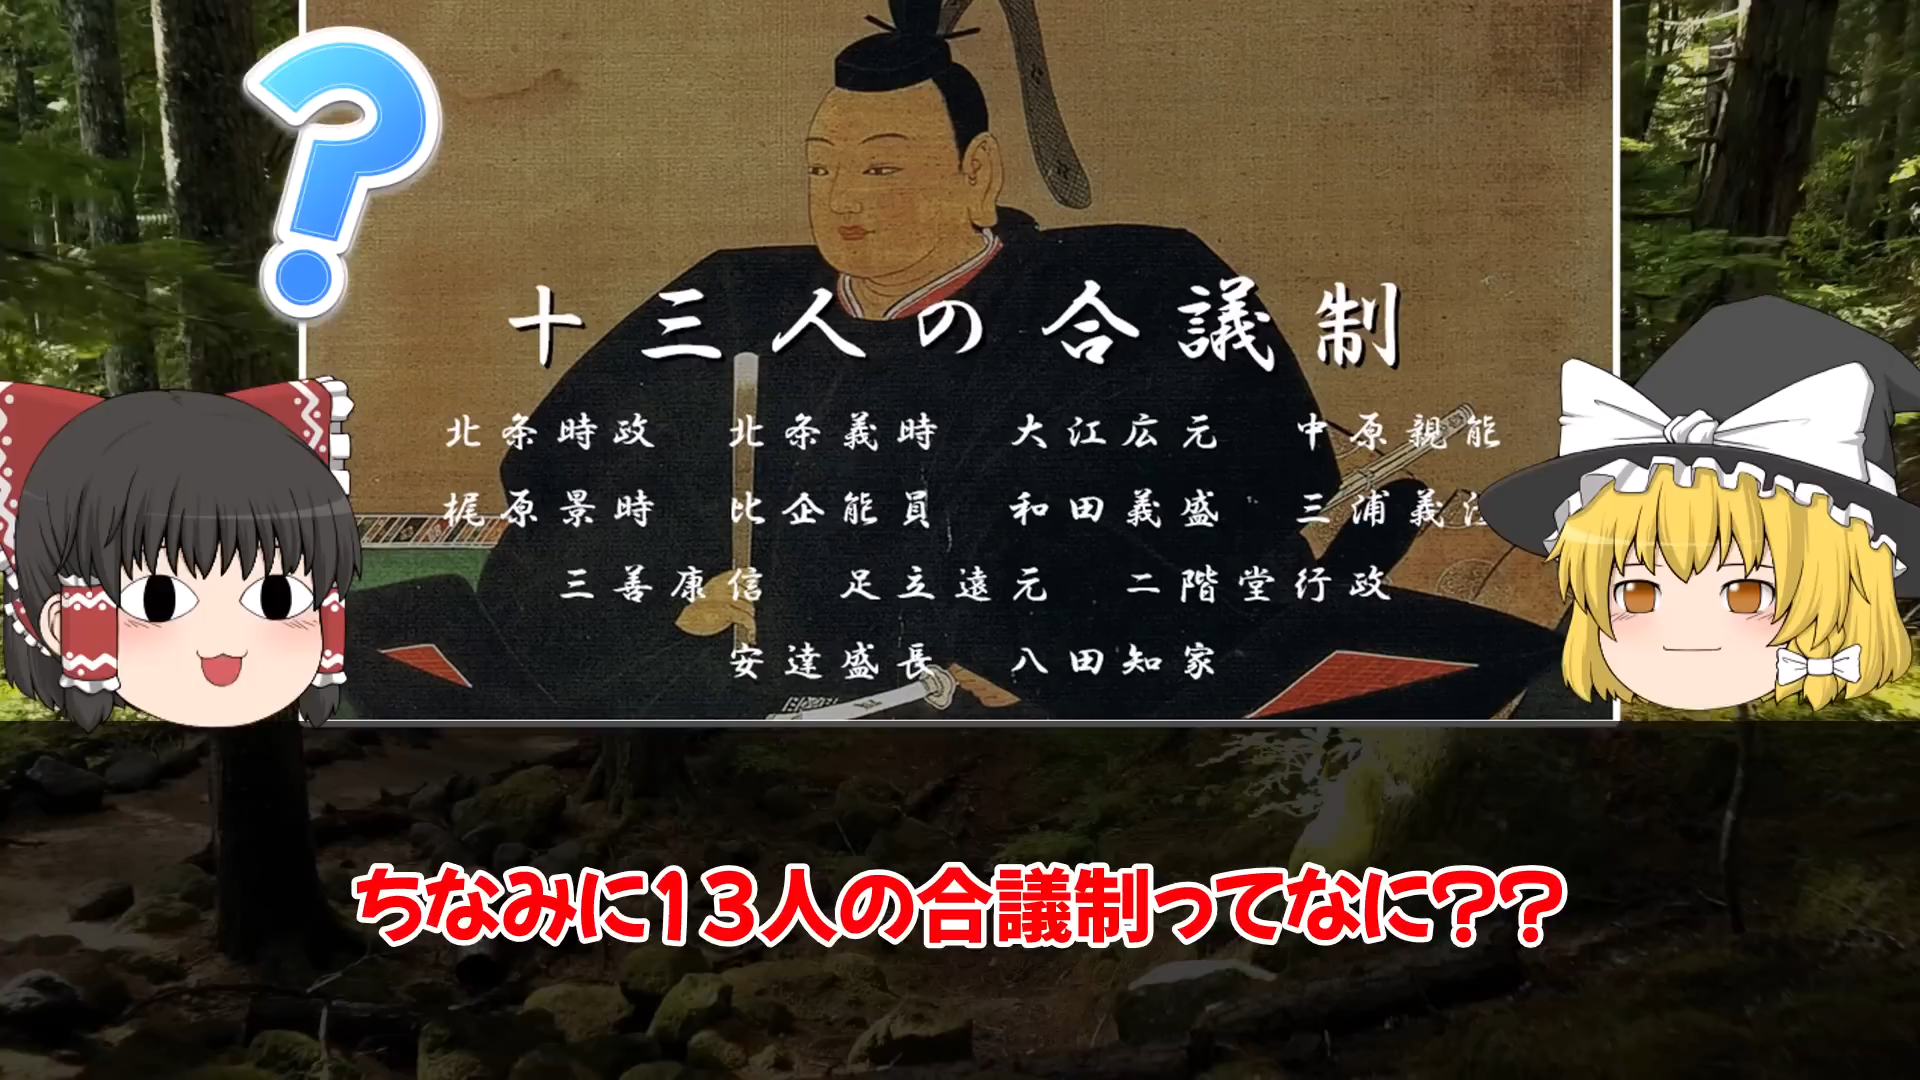 十三人の合議制
北条時政 北条義時 大江広元 中原親能
梶原景時 比企能員 和田義盛 三浦義
三善康信 足立遠元 二階堂行政
安達盛長 八田知家
ちなみに13人の合議制ってなに??